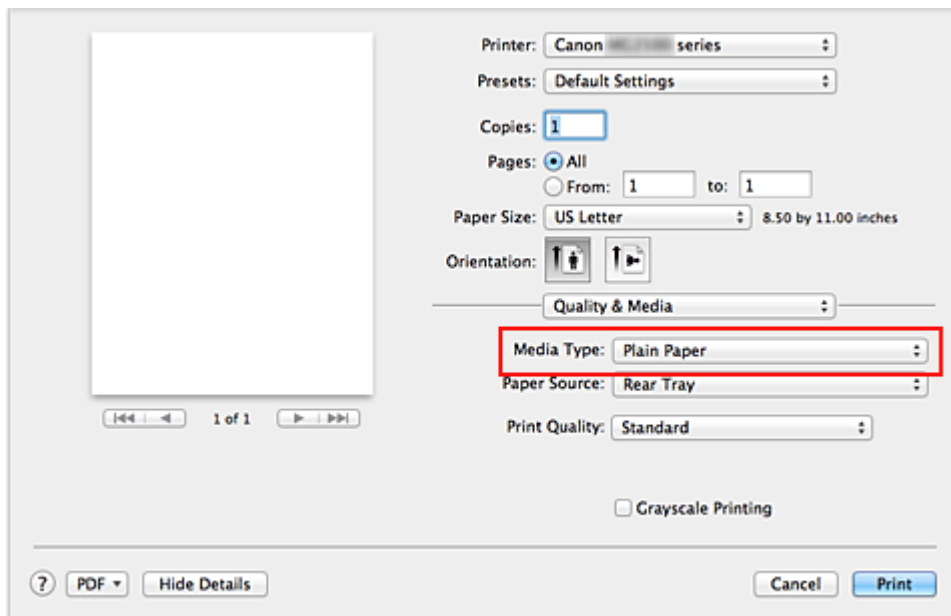 Printer: Canon series
Presets: Default Settings
Copies: 1
Pages: All
From: 1 to: 1
Paper Size: US Letter 8.50 by 11.00 inches
Orientation:
Quality & Media
Media Type: Plain Paper
Paper Source: Rear Tray
1 of 1
Print Quality: Standard
Grayscale Printing
? PDF Hide Details Cancel Print